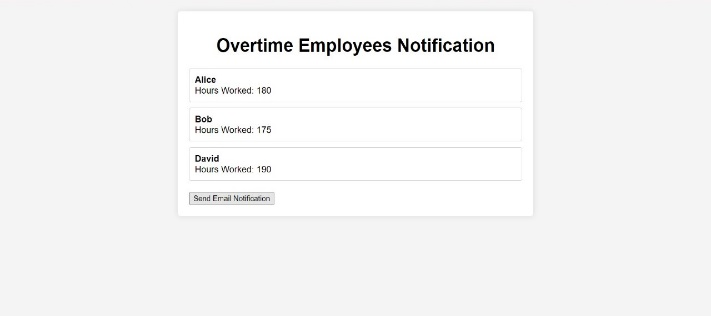 Overtime Employees Notification
Alice
Hours Worked: 180
Bob
Hours Worked: 175
David
Hours Worked: 190
Send Email Notification